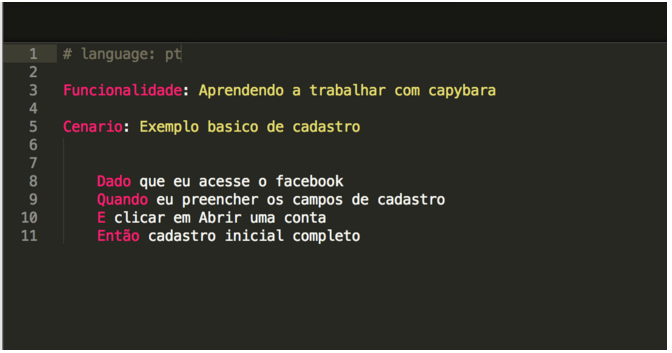 1 # language: pt
2
3 Funcionalidade: Aprendendo a trabalhar com capybara
4
5 Cenario: Exemplo basico de cadastro
6
7
8 Dado que eu acesse o facebook
9 Quando eu preencher os campos de cadastro
10 E clicar em Abrir uma conta
11 Então cadastro inicial completo